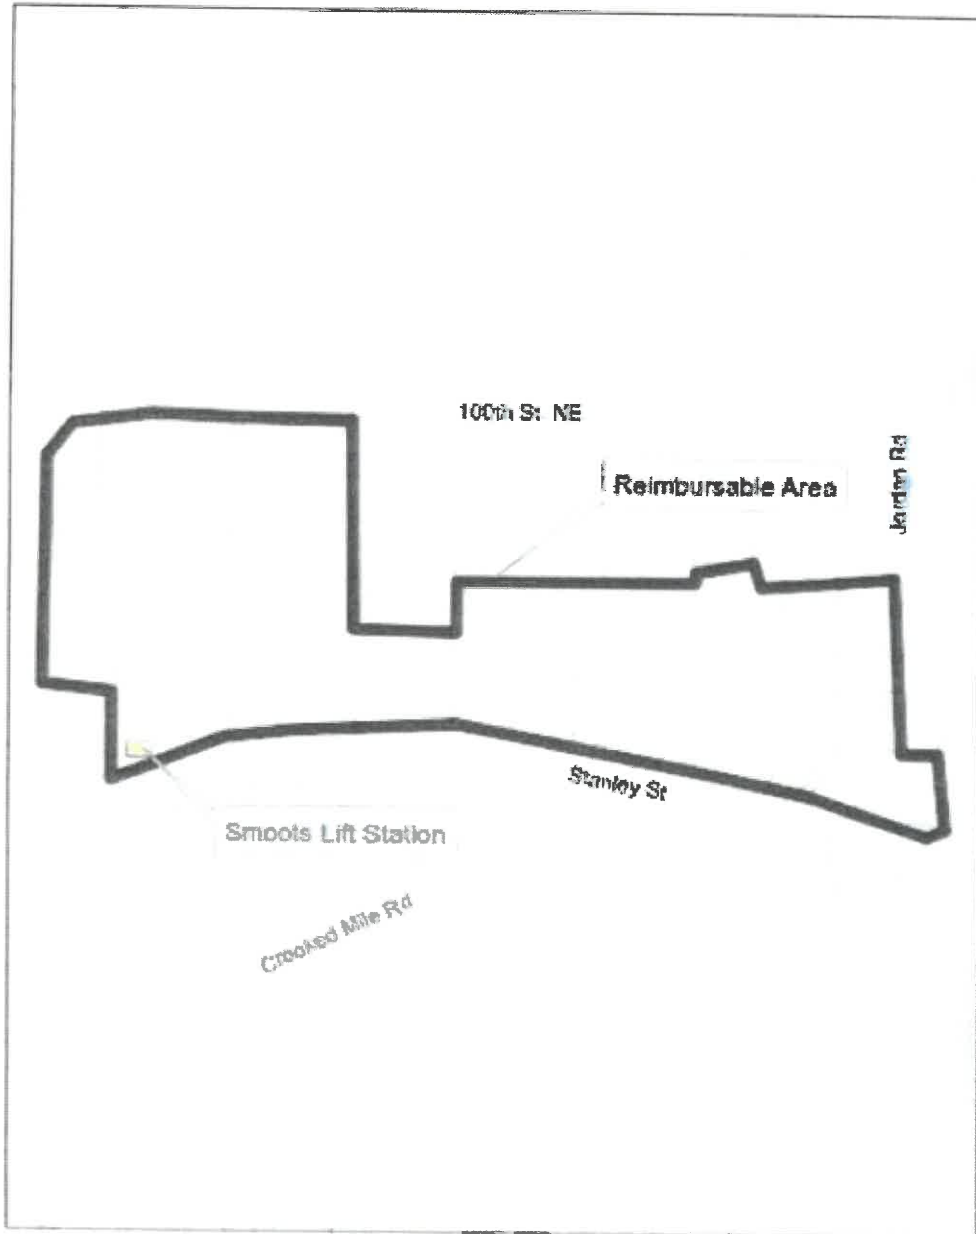 100th St NE
Jordan Rd
Reimbursable Area
Stanley St
Smoots Lift Station
Crooked Mile Rd